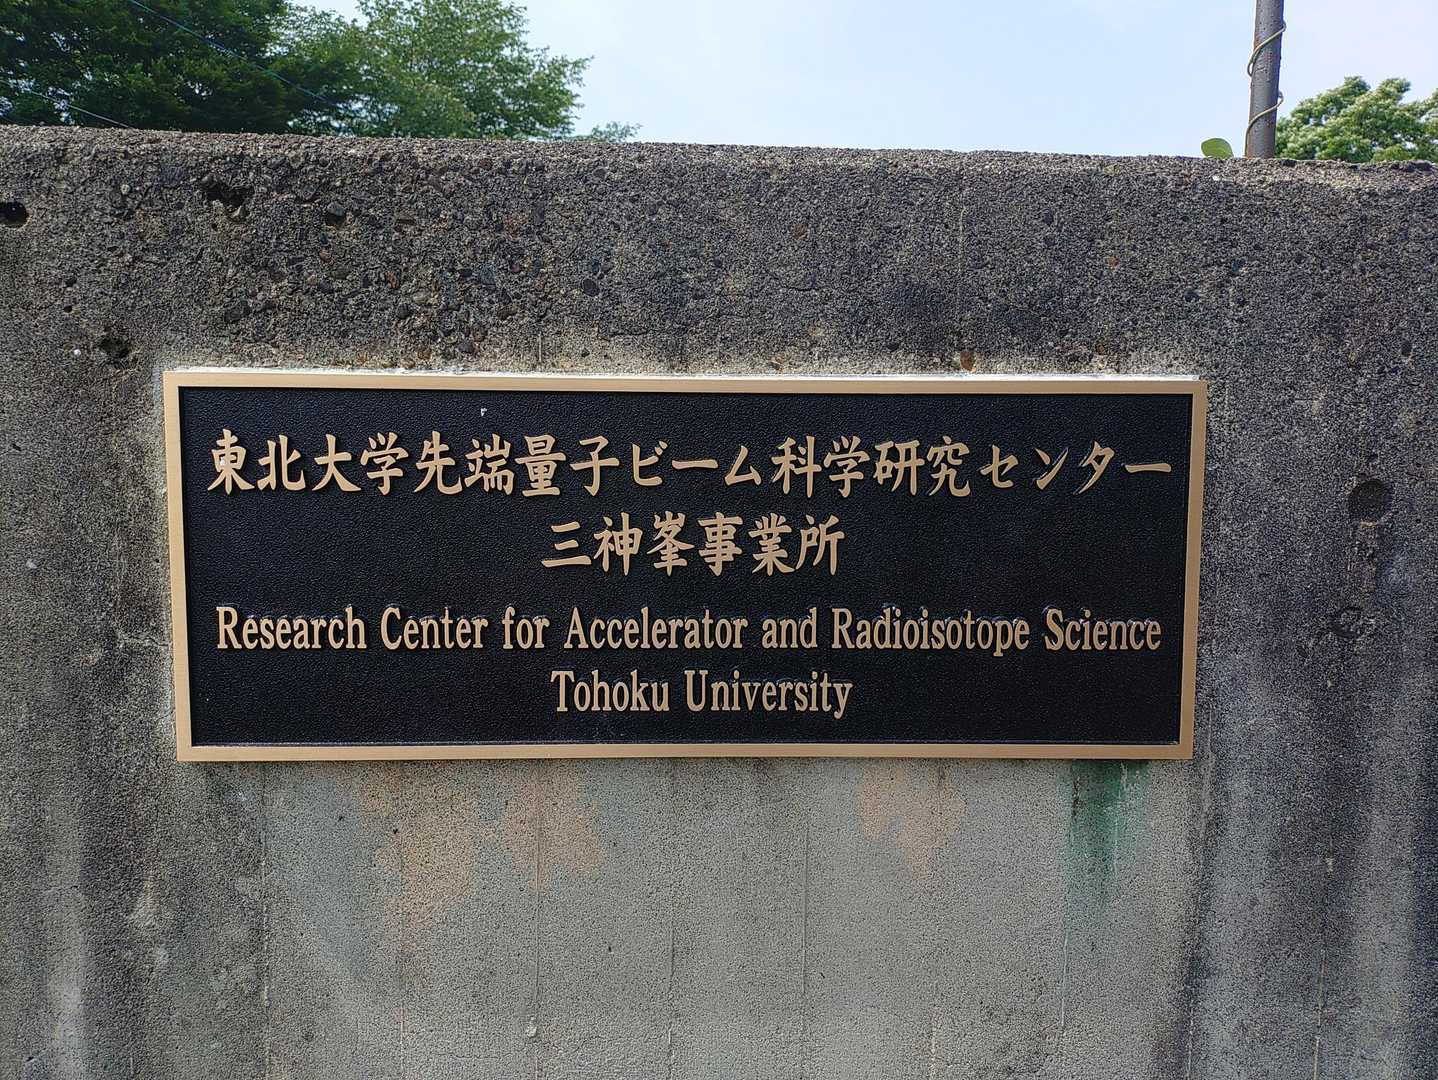 東北大学先端量子ビーム科学研究センター
三神峯事業所
Research Center for Accelerator and Radioisotope Science
Tohoku University